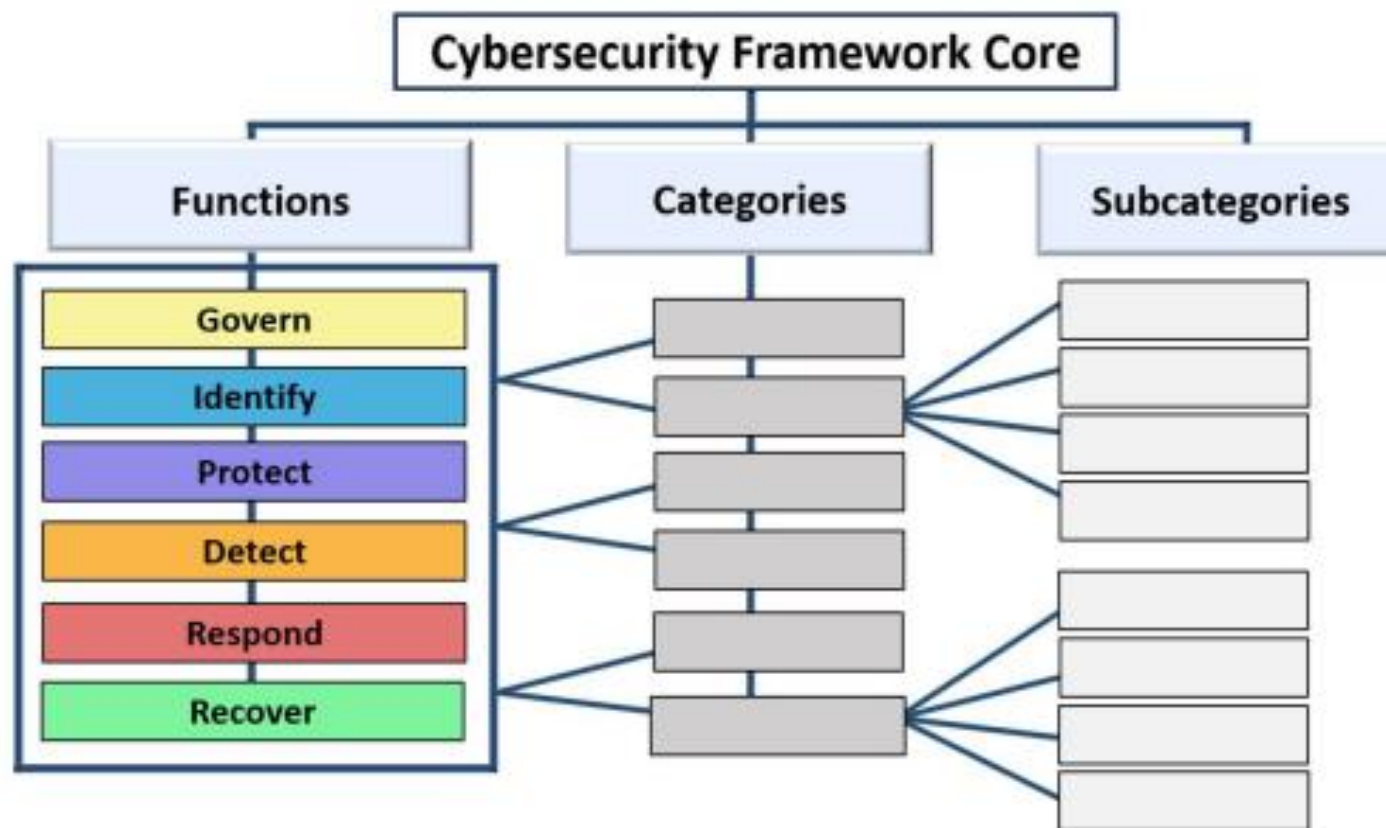 Cybersecurity Framework Core
Functions
Categories
Subcategories
Govern
Identify
Protect
Detect
Respond
Recover